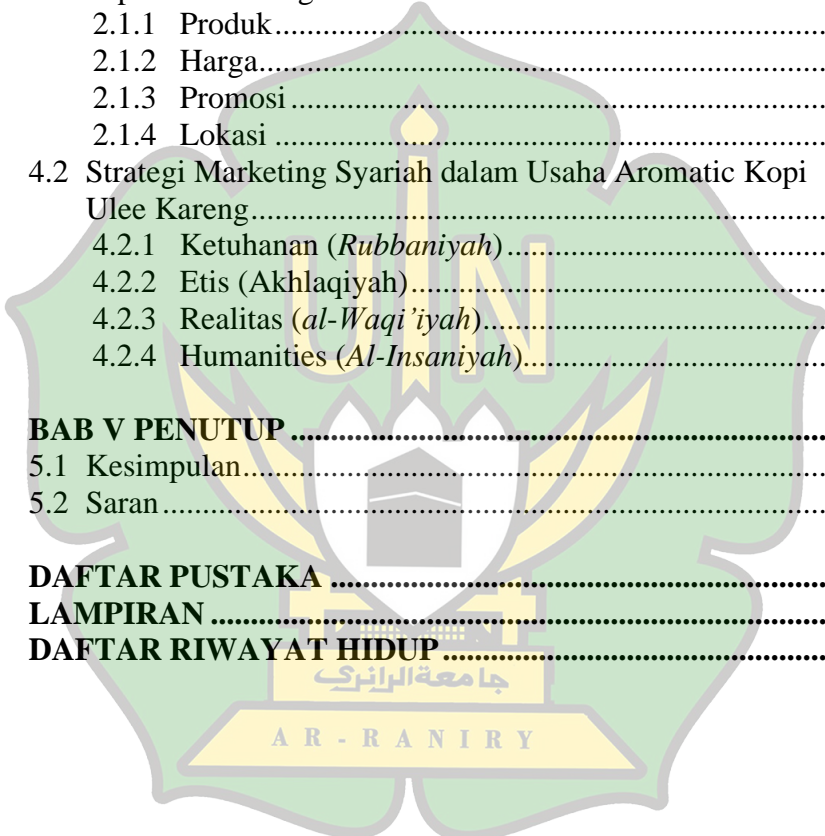 2.1.1 Produk........................................................................
2.1.2 Harga..........................................................................
2.1.3 Promosi......................................................................
2.1.4 Lokasi........................................................................
4.2 Strategi Marketing Syariah dalam Usaha Aromatic Kopi
Ulee Kareng............................................................................
4.2.1 Ketuhanan (Rubbaniyah)..........................................
4.2.2 Etis (Akhlaqiyah)......................................................
4.2.3 Realitas (al-Waqi’iyah).............................................
4.2.4 Humanities (Al-Insaniyah).......................................
BAB V PENUTUP.....................................................................
5.1 Kesimpulan.........................................................................
5.2 Saran...................................................................................
DAFTAR PUSTAKA................................................................
LAMPIRAN..............................................................................
DAFTAR RIWAYAT HIDUP..................................................
UIN
جامعةالرانري
AR-RANIRY